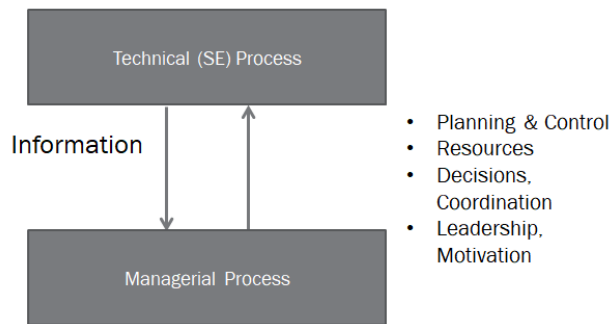 Technical (SE) Process
Information
• Planning & Control
• Resources
• Decisions,
Coordination
• Leadership,
Motivation
Managerial Process